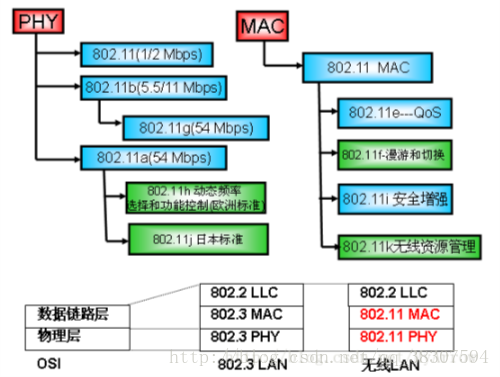 PHY
802.11(1/2 Mbps)
802.11b(5.5/11 Mbps)
802.11g(54 Mbps)
802.11a(54 Mbps)
802.11h 动态频率
选择和功能控制(欧洲标准)
802.11j 日本标准
MAC
802.11 MAC
802.11e---QoS
802.11f-漫游和切换
802.11i 安全增强
802.11k无线资源管理
802.2 LLC
802.2 LLC
数据链路层
802.3 MAC
802.11 MAC
物理层
802.3 PHY
802.11 PHY
OSI
802.3 LAN
无线LAN